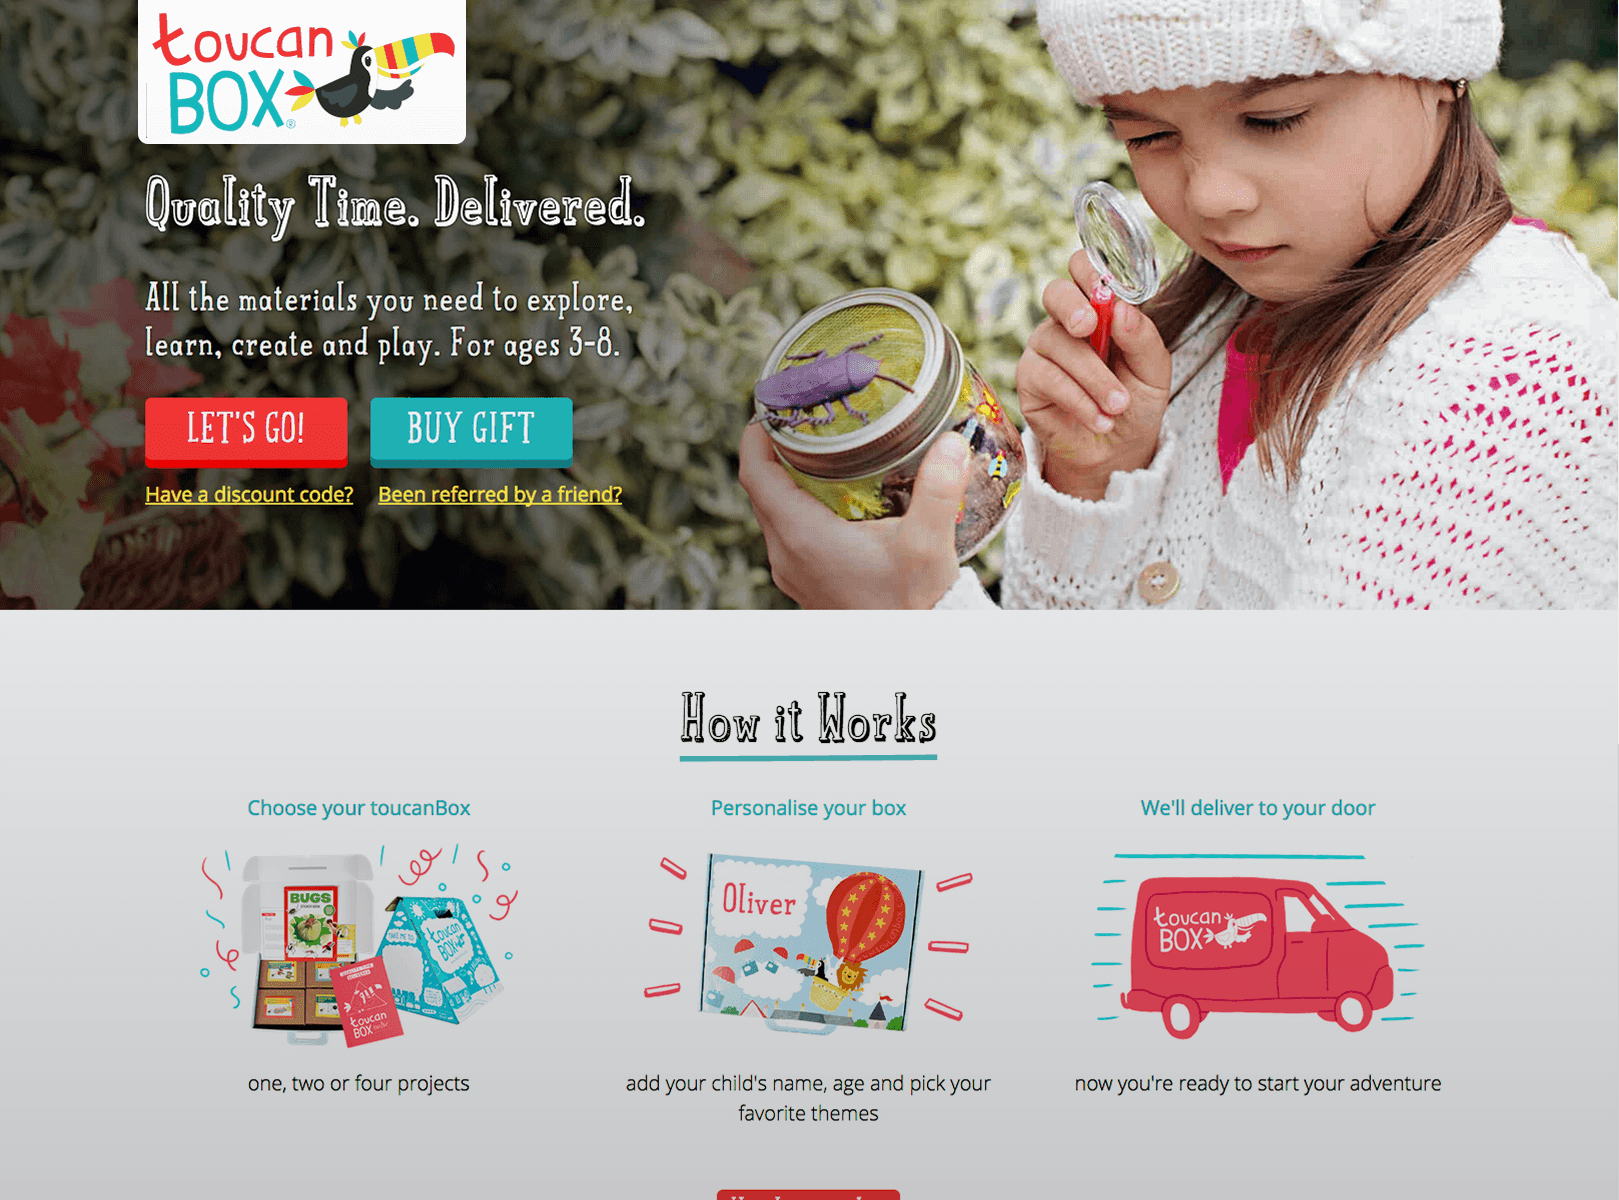 toucan
BOX®
Quality Time. Delivered.
All the materials you need to explore,
learn, create and play. For ages 3-8.
LET'S GO!
BUY GIFT
Have a discount code?
Been referred by a friend?
How it Works
Choose your toucanBox
BUGS
toucan
BOX
TAKE ME TO
toucan
BOX
one, two or four projects
Personalise your box
Oliver
add your child's name, age and pick your
favorite themes
We'll deliver to your door
toucan
BOX
now you're ready to start your adventure